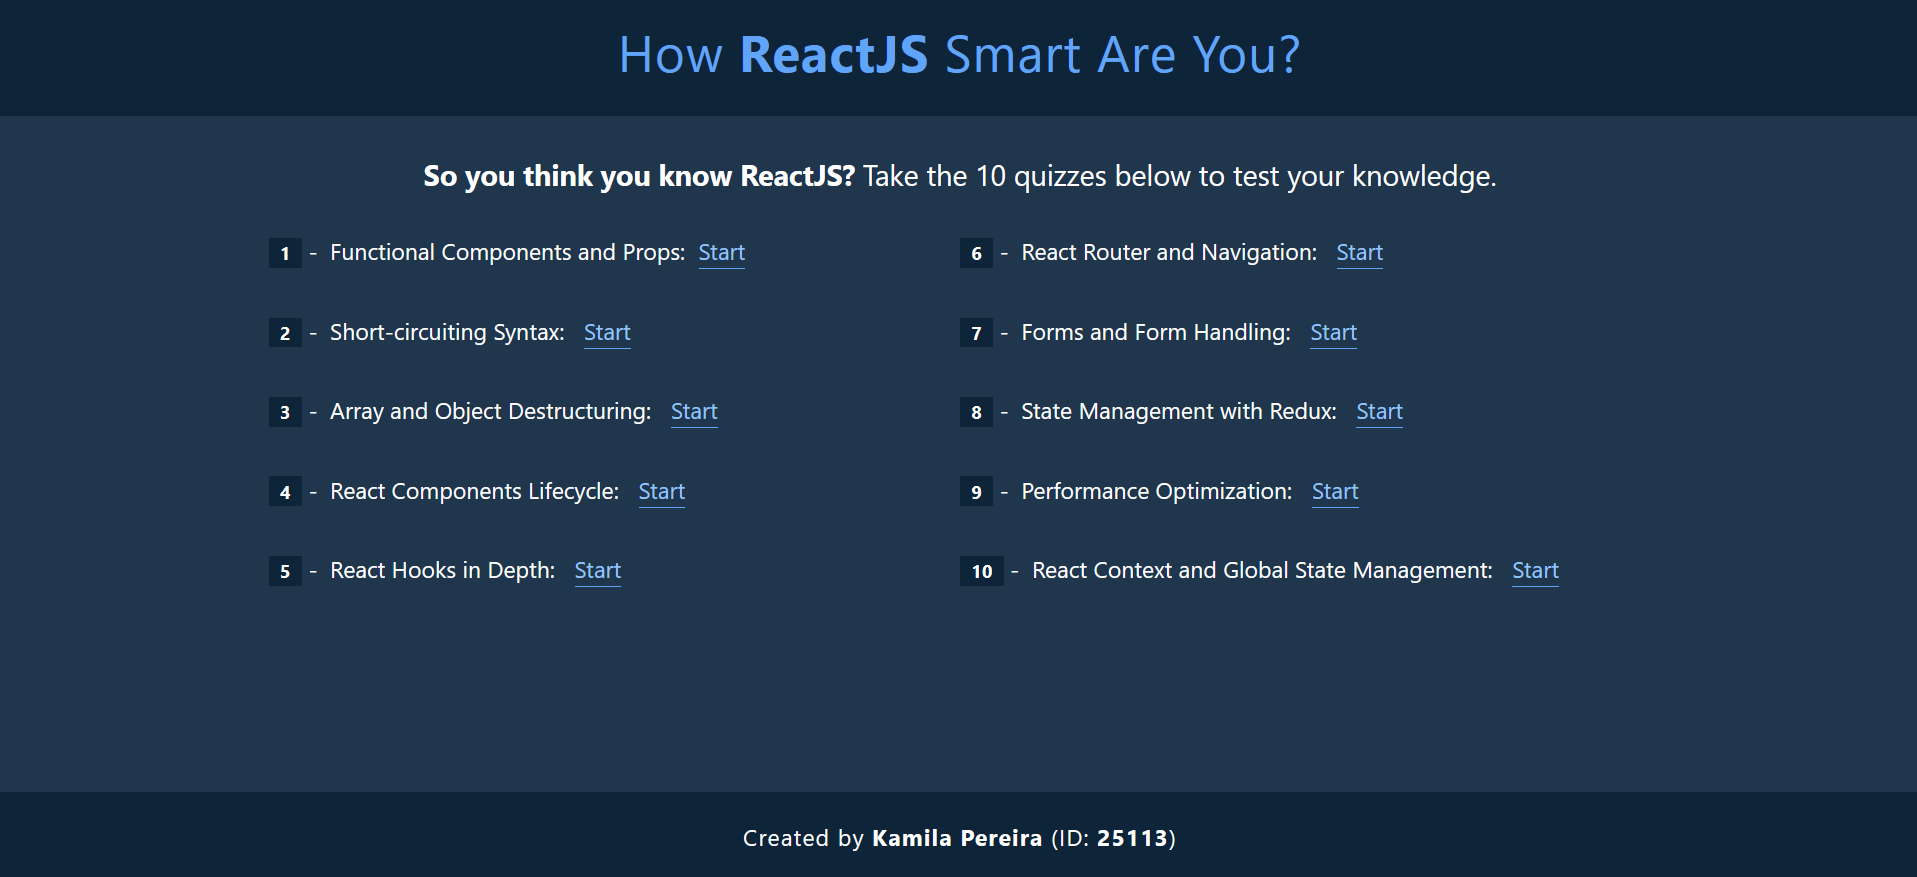 How ReactJS Smart Are You?
So you think you know ReactJS? Take the 10 quizzes below to test your knowledge.
1 - Functional Components and Props: Start
2 - Short-circuiting Syntax: Start
3 - Array and Object Destructuring: Start
4 - React Components Lifecycle: Start
5 - React Hooks in Depth: Start
6 - React Router and Navigation: Start
7 - Forms and Form Handling: Start
8 - State Management with Redux: Start
9 - Performance Optimization: Start
10 - React Context and Global State Management: Start
Created by Kamila Pereira (ID: 25113)